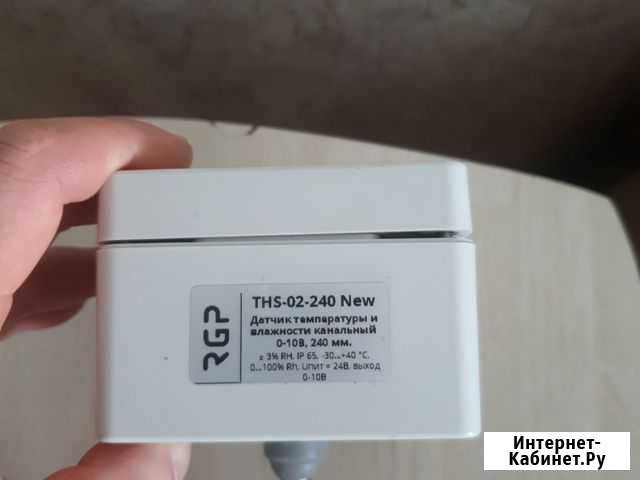 RGP
THS-02-240 New
Датчик температуры и
влажности канальный
0-10В, 240 мм.
± 3% RH, IP 65, -30...+40 °C,
0...100% Rh, Uпит = 24В, выход
0-10В
Интернет-
Кабинет.Ру